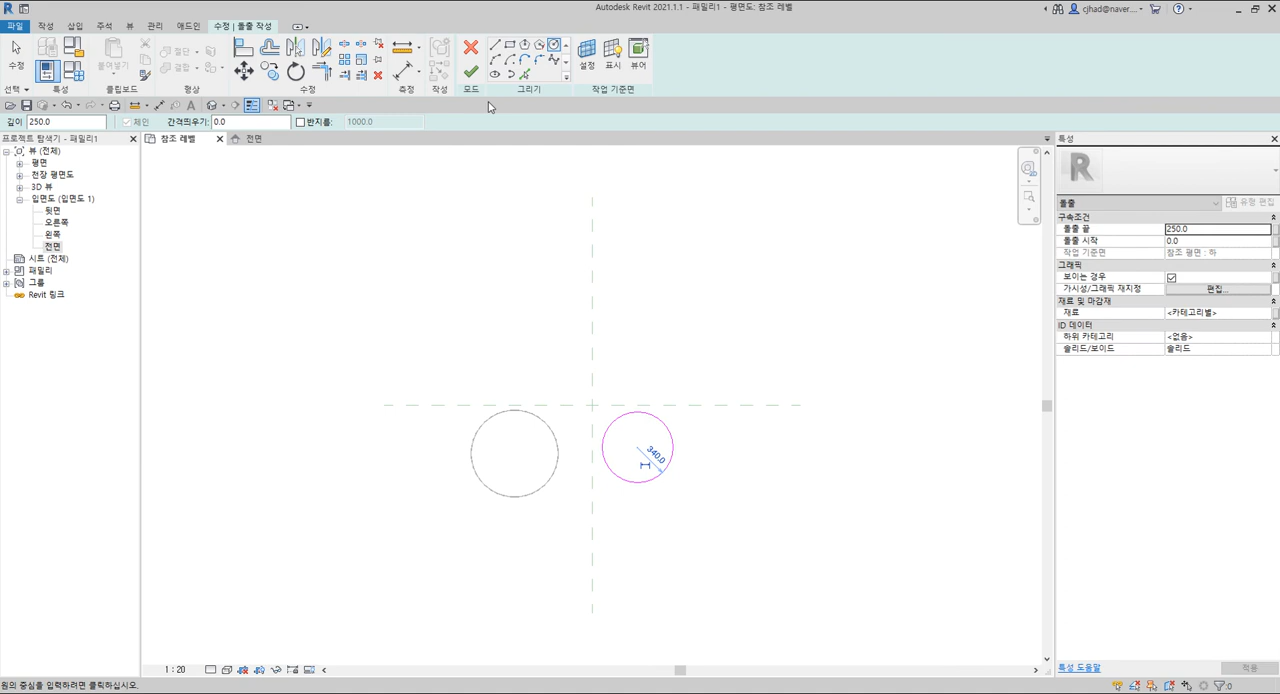 Autodesk Revit 2021.1.1 - 패밀리1 - 평면도: 참조 레벨
cjhad@naver....
파일 작성 삽입 주석 뷰 관리 애드인 수정 | 돌출 작성
수정 붙여넣기 절단 결합 설정 표시 뷰어
선택 특성 클립보드 형상 수정 측정 작성 모드 그리기 작업 기준면
깊이 250.0 체인 간격띄우기: 0.0 반지름: 1000.0
프로젝트 탐색기 - 패밀리1 참조 레벨 전면 특성
뷰 (전체)
평면
천장 평면도
3D 뷰
입면도 (입면도 1)
뒷면
오른쪽
왼쪽
전면
시트 (전체)
패밀리
그룹
Revit 링크
340.0
R
돌출 유형 편집
구속조건
돌출 끝 250.0
돌출 시작 0.0
작업 기준면 참조 평면 : 하
그래픽
보이는 경우
가시성/그래픽 재지정 편집...
재료 및 마감재
재료 <카테고리별>
ID 데이터
하위 카테고리 <없음>
솔리드/보이드 솔리드
특성 도움말 적용
1 : 20
원의 중심을 입력하려면 클릭하십시오.
:0